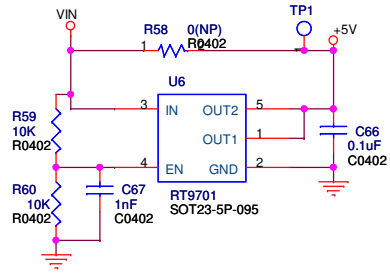 VIN
R58
0(NP)
TP1
+5V
1
2
R0402
U6
R59
10K
R0402
3
IN
OUT2
5
OUT1
1
C66
0.1uF
C0402
4
EN
GND
2
R60
10K
R0402
C67
1nF
C0402
RT9701
SOT23-5P-095